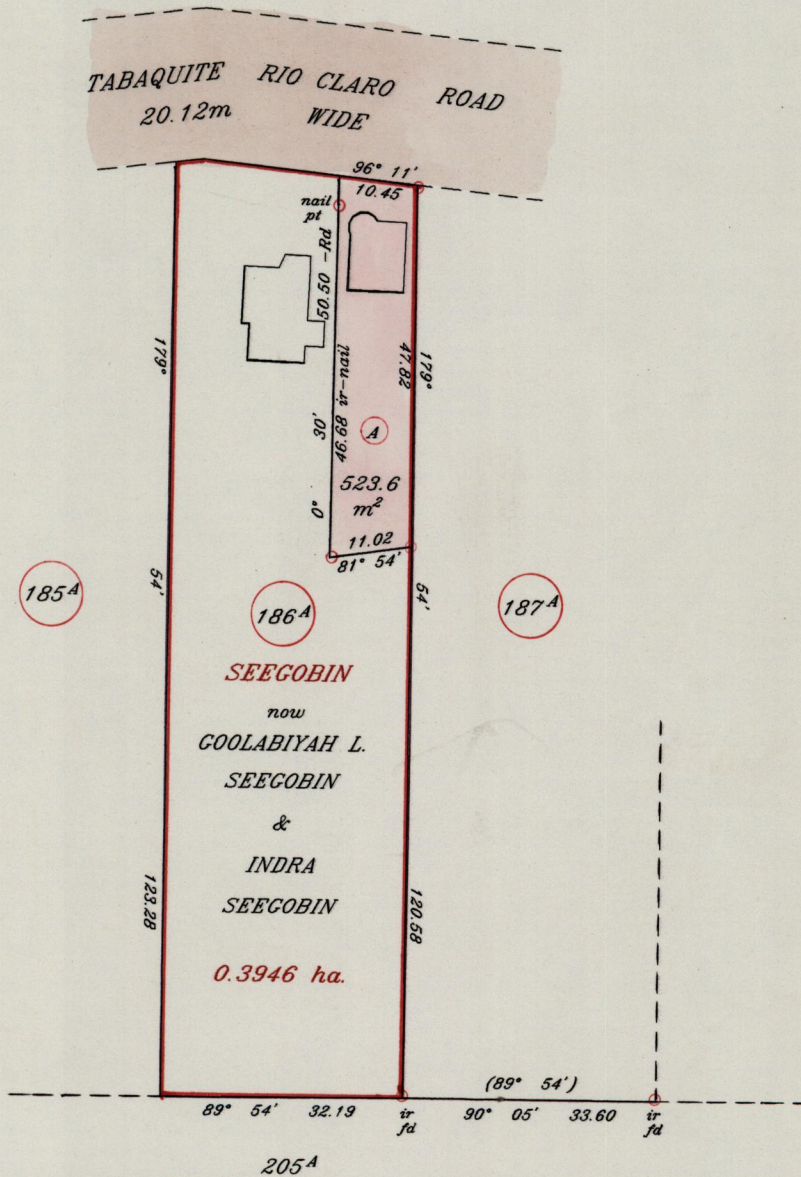 TABAQUITE RIO CLARO ROAD
20.12m WIDE
96° 11'
10.45
nail
pt
50.50 -Rd
46.68 ir-nail
0° 30'
47.82
179° 54'
179° 54'
A
523.6
m²
11.02
81° 54'
185ᴬ
186ᴬ
187ᴬ
SEEGOBIN
now
GOOLABIYAH L.
SEEGOBIN
&
INDRA
SEEGOBIN
0.3946 ha.
123.28
120.58
(89° 54')
89° 54' 32.19
ir
fd
90° 05' 33.60
ir
fd
205ᴬ